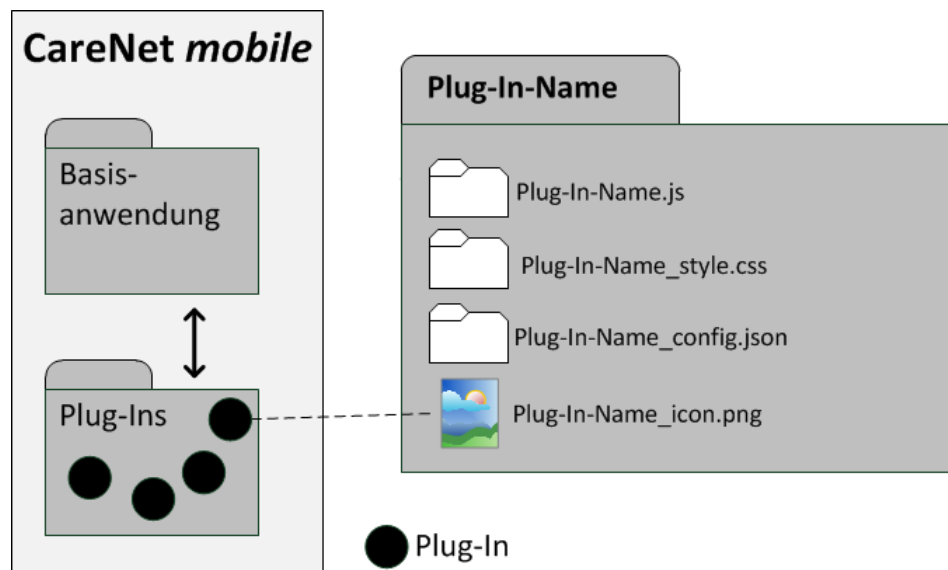 CareNet mobile
Basis-
anwendung
Plug-Ins
Plug-In-Name
Plug-In-Name.js
Plug-In-Name_style.css
Plug-In-Name_config.json
Plug-In-Name_icon.png
Plug-In